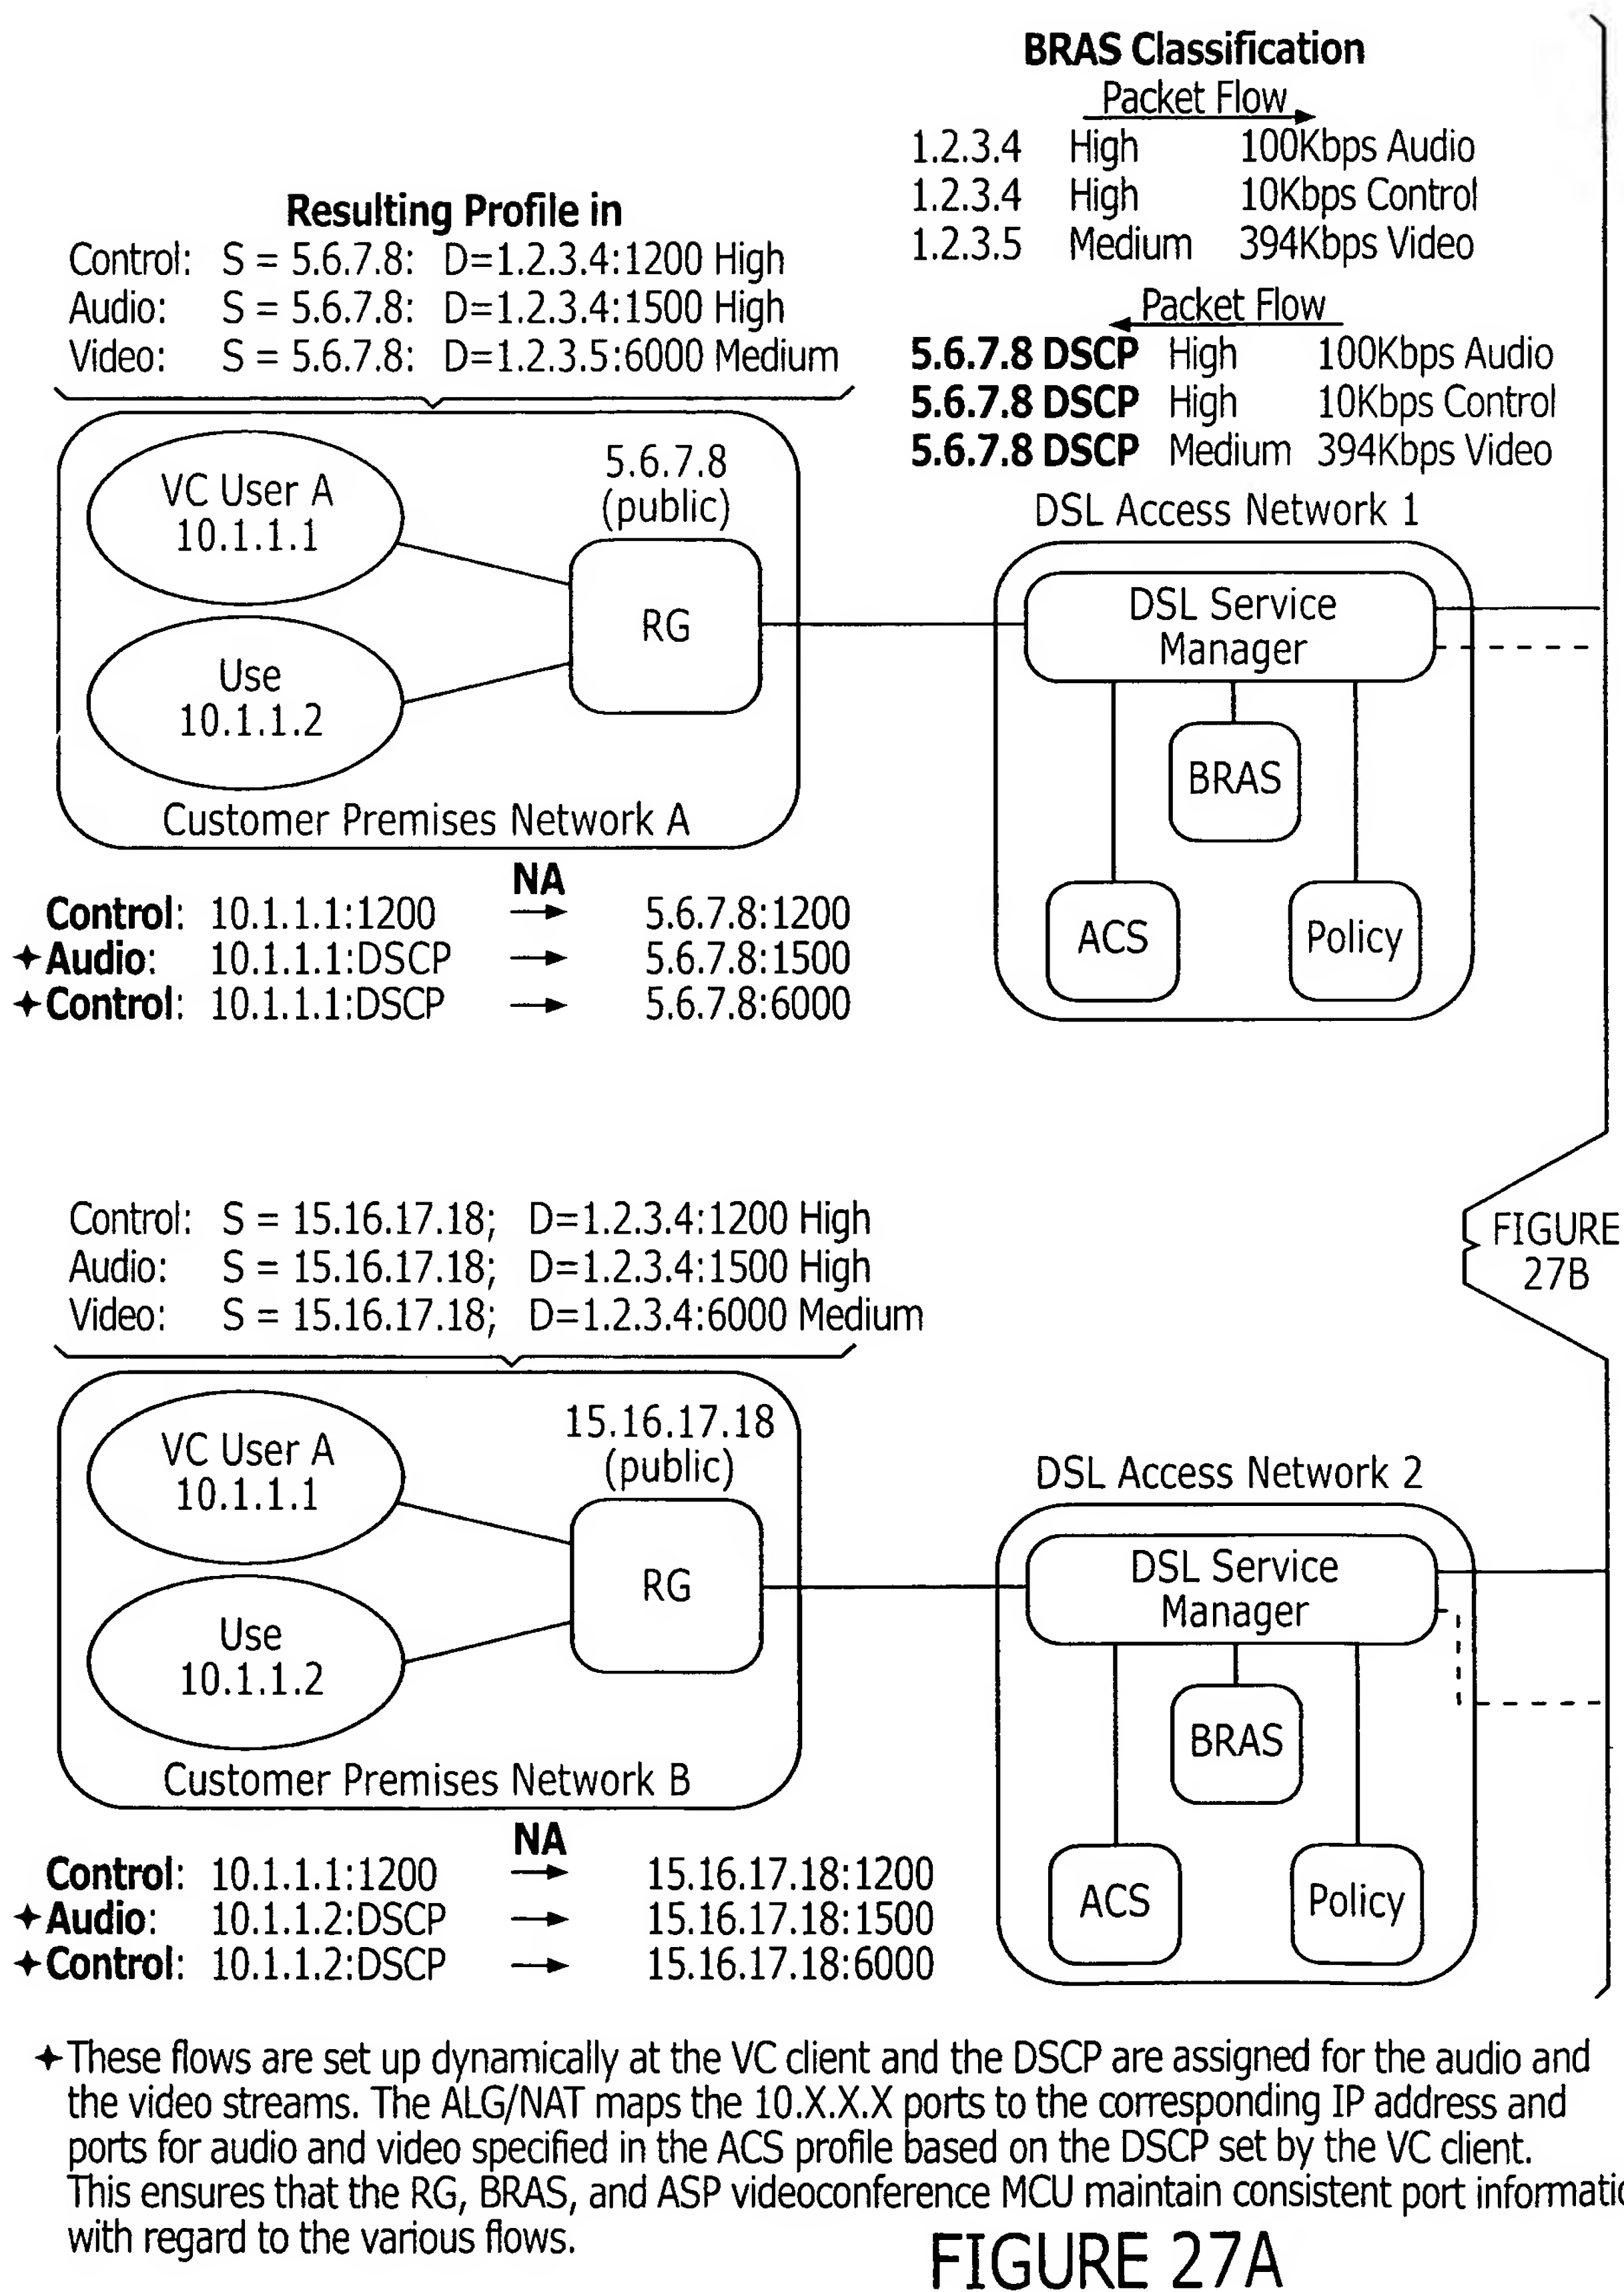 BRAS Classification
Packet Flow
1.2.3.4 High 100Kbps Audio
1.2.3.4 High 10Kbps Control
1.2.3.5 Medium 394Kbps Video
Packet Flow
5.6.7.8 DSCP High 100Kbps Audio
5.6.7.8 DSCP High 10Kbps Control
5.6.7.8 DSCP Medium 394Kbps Video
Resulting Profile in
Control: S = 5.6.7.8: D=1.2.3.4:1200 High
Audio: S = 5.6.7.8: D=1.2.3.4:1500 High
Video: S = 5.6.7.8: D=1.2.3.5:6000 Medium
VC User A
10.1.1.1
Use
10.1.1.2
5.6.7.8
(public)
RG
Customer Premises Network A
DSL Access Network 1
DSL Service
Manager
BRAS
ACS
Policy
NA
Control: 10.1.1.1:1200 → 5.6.7.8:1200
✦Audio: 10.1.1.1:DSCP → 5.6.7.8:1500
✦Control: 10.1.1.1:DSCP → 5.6.7.8:6000
FIGURE
27B
Control: S = 15.16.17.18; D=1.2.3.4:1200 High
Audio: S = 15.16.17.18; D=1.2.3.4:1500 High
Video: S = 15.16.17.18; D=1.2.3.4:6000 Medium
VC User A
10.1.1.1
Use
10.1.1.2
15.16.17.18
(public)
RG
Customer Premises Network B
DSL Access Network 2
DSL Service
Manager
BRAS
ACS
Policy
NA
Control: 10.1.1.1:1200 → 15.16.17.18:1200
✦Audio: 10.1.1.2:DSCP → 15.16.17.18:1500
✦Control: 10.1.1.2:DSCP → 15.16.17.18:6000
✦These flows are set up dynamically at the VC client and the DSCP are assigned for the audio and
the video streams. The ALG/NAT maps the 10.X.X.X ports to the corresponding IP address and
ports for audio and video specified in the ACS profile based on the DSCP set by the VC client.
This ensures that the RG, BRAS, and ASP videoconference MCU maintain consistent port informatic
with regard to the various flows.
FIGURE 27A